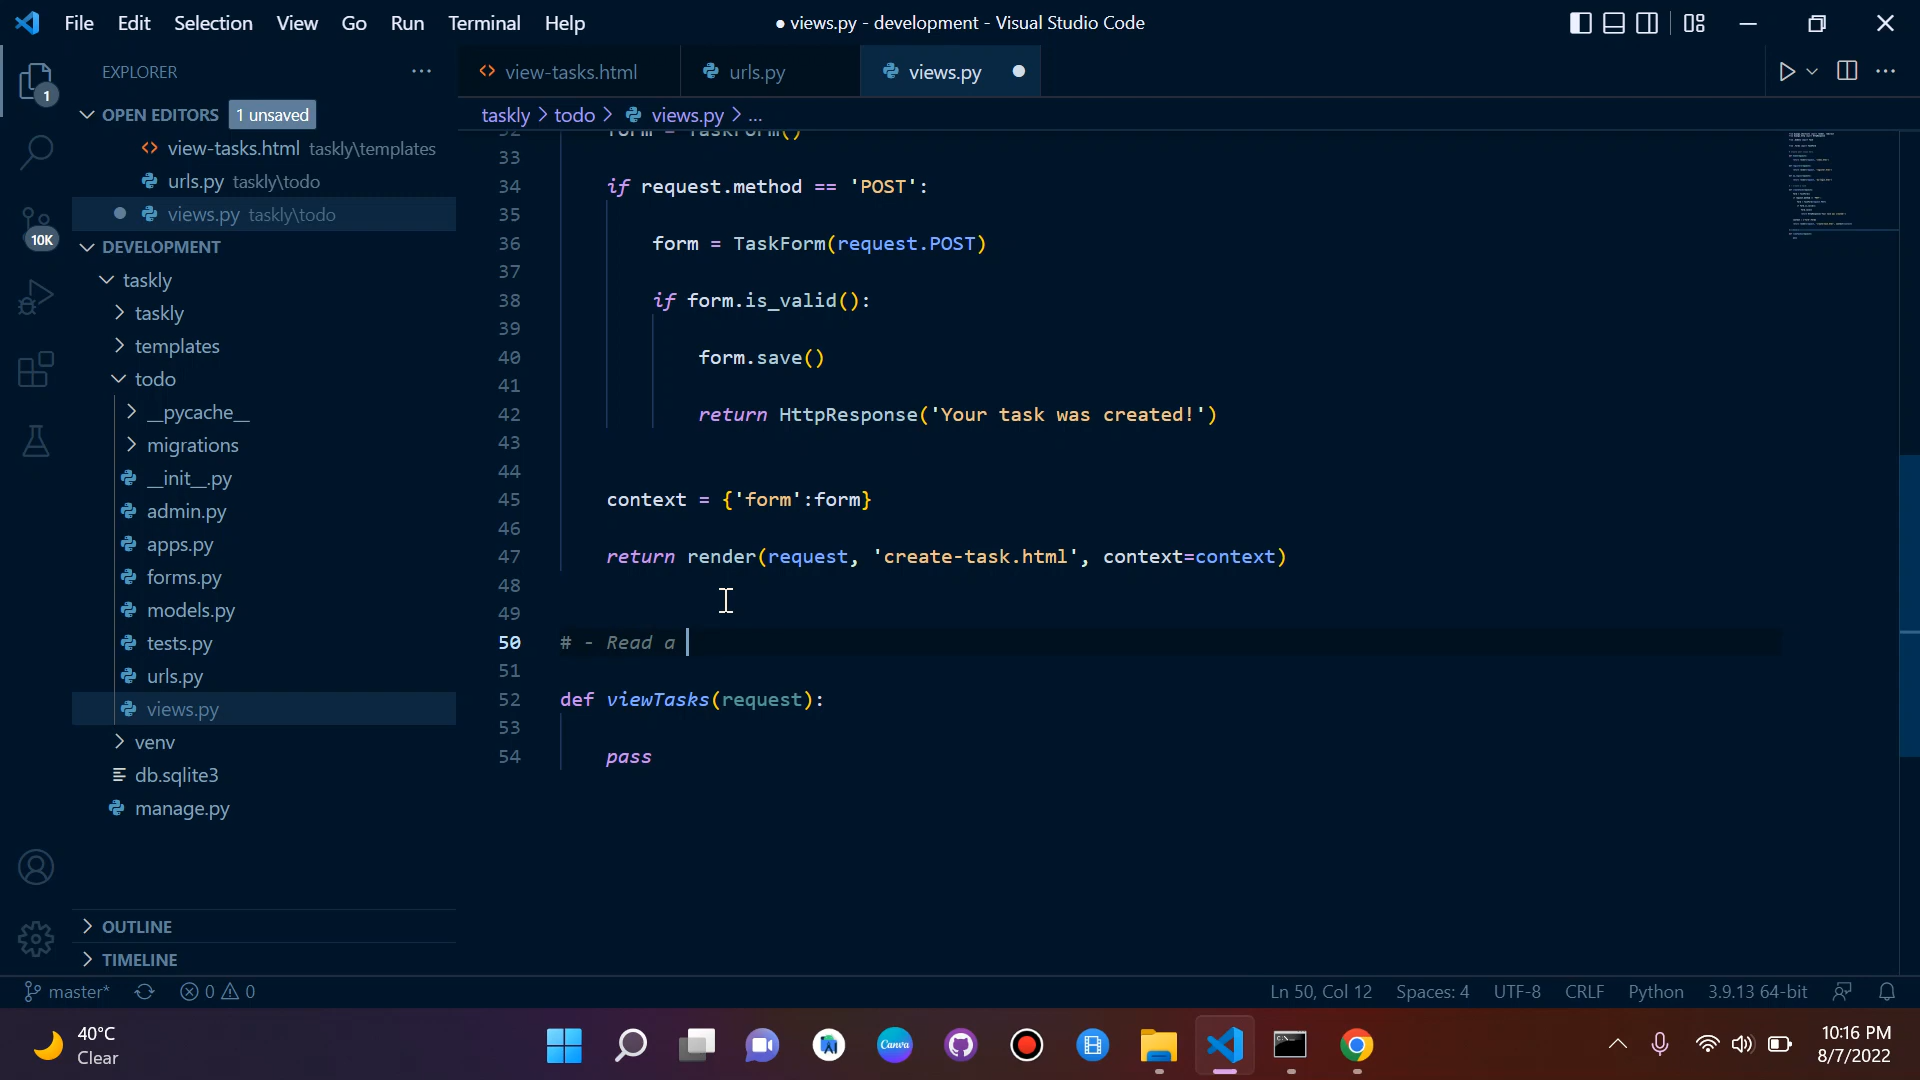 File Edit Selection View Go Run Terminal Help
● views.py - development - Visual Studio Code
EXPLORER
1
OPEN EDITORS 1 unsaved
view-tasks.html taskly\templates
urls.py taskly\todo
views.py taskly\todo
10K
DEVELOPMENT
taskly
taskly
templates
todo
__pycache__
migrations
__init__.py
admin.py
apps.py
forms.py
models.py
tests.py
urls.py
views.py
venv
db.sqlite3
manage.py
OUTLINE
TIMELINE
view-tasks.html urls.py views.py
taskly > todo > views.py > ...
32 form = TaskForm()
33
34 if request.method == 'POST':
35
36 form = TaskForm(request.POST)
37
38 if form.is_valid():
39
40 form.save()
41
42 return HttpResponse('Your task was created!')
43
44
45 context = {'form':form}
46
47 return render(request, 'create-task.html', context=context)
48
49
50 # - Read a
51
52 def viewTasks(request):
53
54 pass
master* 0 0 Ln 50, Col 12 Spaces: 4 UTF-8 CRLF Python 3.9.13 64-bit
40°C
Clear
Canva
10:16 PM
8/7/2022